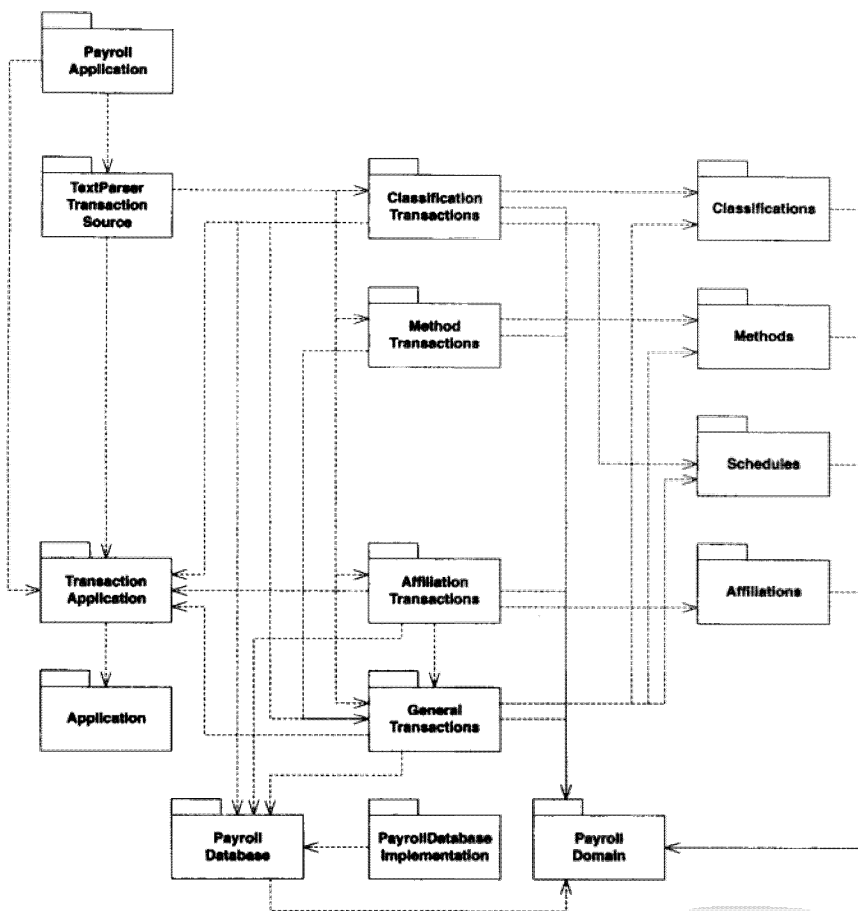 Payroll
Application
TextParser
Transaction
Source
Classification
Transactions
Classifications
Method
Transactions
Methods
Schedules
Transaction
Application
Affiliation
Transactions
Affiliations
Application
General
Transactions
Payroll
Database
PayrollDatabase
Implementation
Payroll
Domain